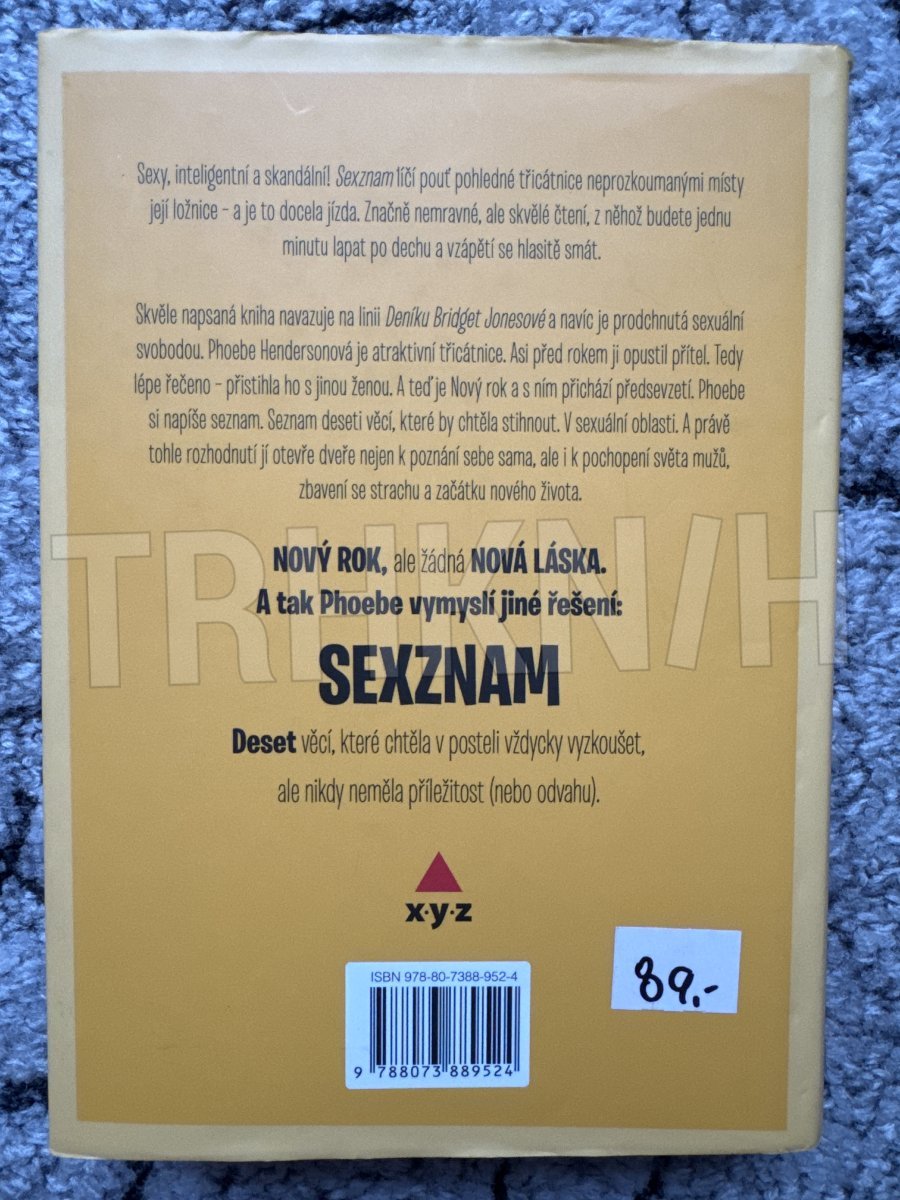 Sexy, inteligentní a skandální! Sexznam líčí pouť pohledné třicátnice neprozkoumanými místy
její ložnice – a je to docela jízda. Značně nemravné, ale skvělé čtení, z něhož budete jednu
minutu lapat po dechu a vzápětí se hlasitě smát.
Skvěle napsaná kniha navazuje na linii Deníku Bridget Jonesové a navíc je prodchnutá sexuální
svobodou. Phoebe Hendersonová je atraktivní třicátnice. Asi před rokem ji opustil přítel. Tedy
lépe řečeno – přistihla ho s jinou ženou. A teď je Nový rok a s ním přichází předsevzetí. Phoebe
si napíše seznam. Seznam deseti věcí, které by chtěla stihnout. V sexuální oblasti. A právě
tohle rozhodnutí jí otevře dveře nejen k poznání sebe sama, ale i k pochopení světa mužů,
zbavení se strachu a začátku nového života.
TRHKN/H
NOVÝ ROK, ale žádná NOVÁ LÁSKA.
A tak Phoebe vymyslí jiné řešení:
SEXZNAM
Deset věcí, které chtěla v posteli vždycky vyzkoušet,
ale nikdy neměla příležitost (nebo odvahu).
x·y·z
ISBN 978-80-7388-952-4
9 788073 889524
89,-